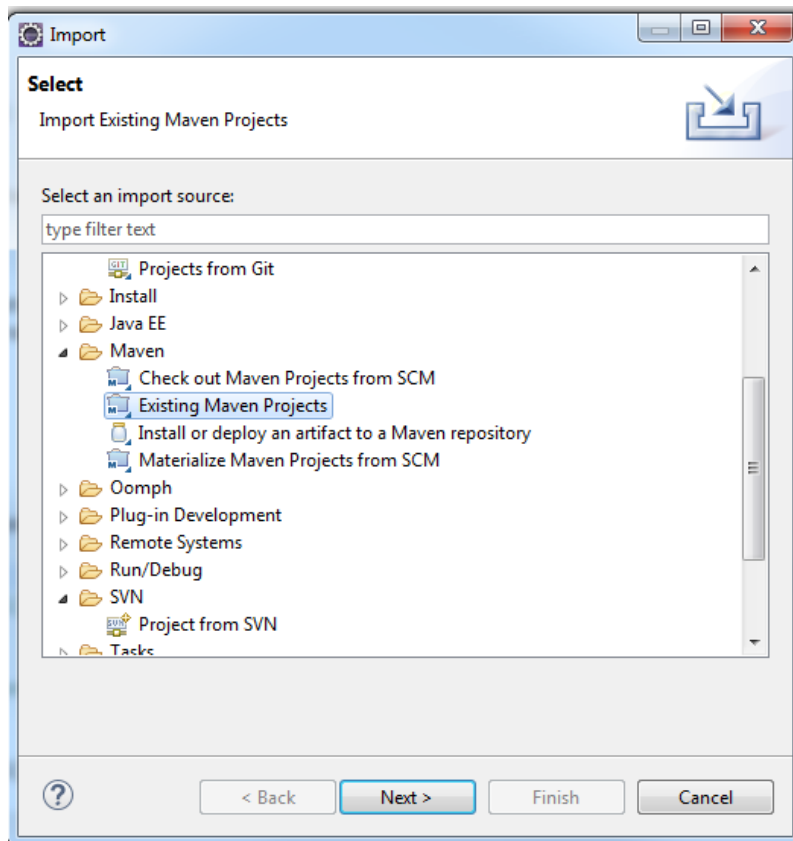 Import
Select
Import Existing Maven Projects
Select an import source:
type filter text
GIT Projects from Git
Install
Java EE
Maven
M Check out Maven Projects from SCM
M Existing Maven Projects
Install or deploy an artifact to a Maven repository
M Materialize Maven Projects from SCM
Oomph
Plug-in Development
Remote Systems
Run/Debug
SVN
SVN Project from SVN
Tasks
? < Back Next > Finish Cancel